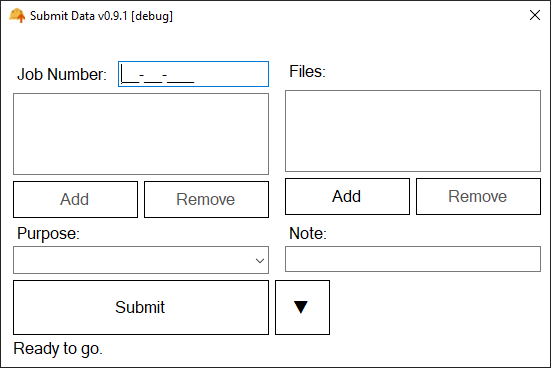 Submit Data v0.9.1 [debug]
Job Number: __-__-___
Files:
Add
Remove
Add
Remove
Purpose:
Note:
Submit
▼
Ready to go.